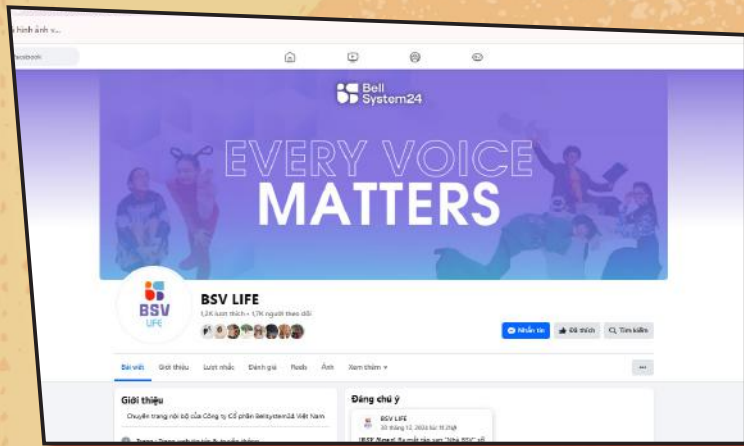 hình ảnh v...
Facebook
Bell
System24
EVERY VOICE
MATTERS
BSV
LIFE
BSV LIFE
1,2K lượt thích • 1,7K người theo dõi
Nhắn tin
Đã thích
Tìm kiếm
Bài viết
Giới thiệu
Lượt nhắc
Đánh giá
Reels
Ảnh
Xem thêm
Giới thiệu
Chuyên trang nội bộ của Công ty Cổ phần Bellsystem24 Việt Nam
Đáng chú ý
BSV LIFE